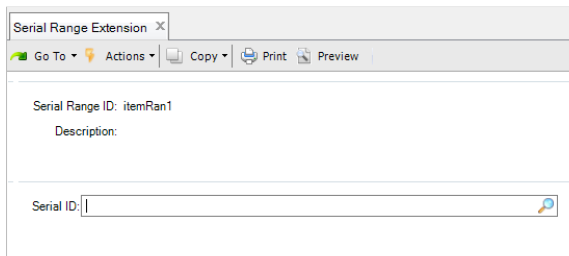 Serial Range Extension
Go To Actions Copy Print Preview
Serial Range ID: itemRan1
Description:
Serial ID: